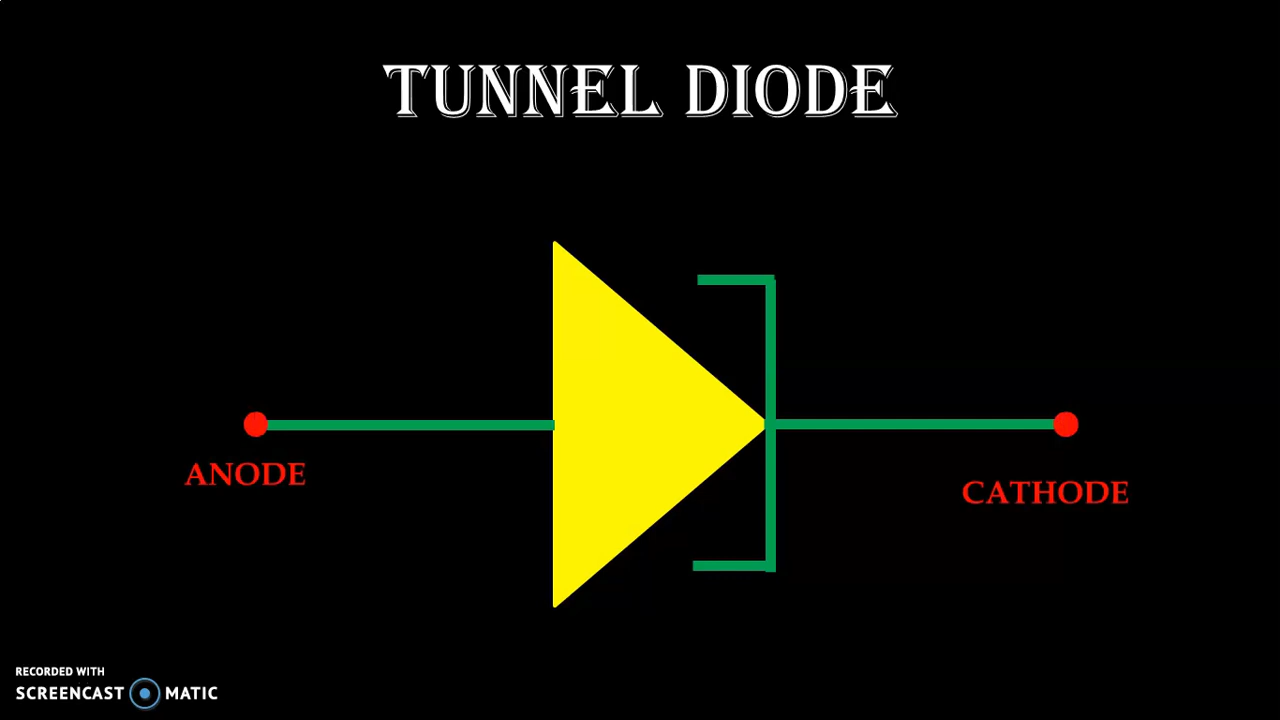 TUNNEL DIODE
ANODE
CATHODE
RECORDED WITH
SCREENCAST MATIC